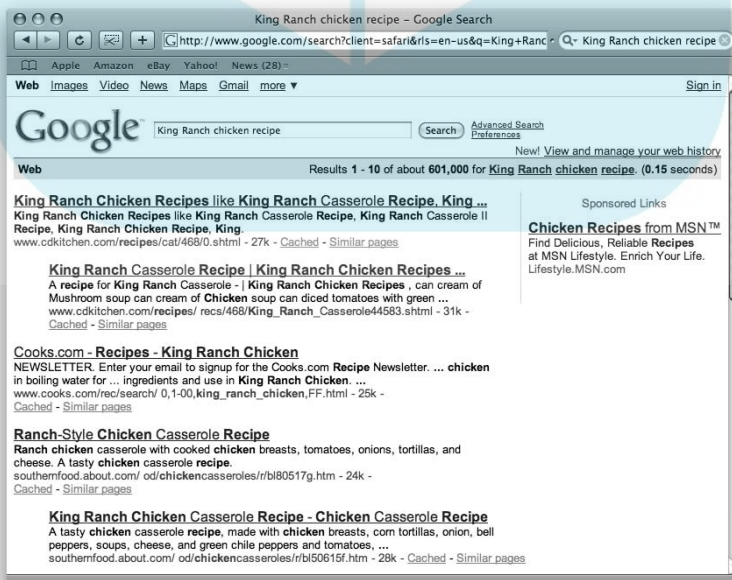 King Ranch chicken recipe – Google Search
http://www.google.com/search?client=safari&rls=en-us&q=King+Ranc
King Ranch chicken recipe
Apple Amazon eBay Yahoo! News (28)
Web Images Video News Maps Gmail more ▼ Sign in
Google™ King Ranch chicken recipe Search Advanced Search
Preferences
New! View and manage your web history
Web Results 1 - 10 of about 601,000 for King Ranch chicken recipe. (0.15 seconds)
King Ranch Chicken Recipes like King Ranch Casserole Recipe, King ...
King Ranch Chicken Recipes like King Ranch Casserole Recipe, King Ranch Casserole II
Recipe, King Ranch Chicken Recipe, King.
www.cdkitchen.com/recipes/cat/468/0.shtml - 27k - Cached - Similar pages
King Ranch Casserole Recipe | King Ranch Chicken Recipes ...
A recipe for King Ranch Casserole - | King Ranch Chicken Recipes , can cream of
Mushroom soup can cream of Chicken soup can diced tomatoes with green ...
www.cdkitchen.com/recipes/ recs/468/King_Ranch_Casserole44583.shtml - 31k -
Cached - Similar pages
Cooks.com - Recipes - King Ranch Chicken
NEWSLETTER. Enter your email to signup for the Cooks.com Recipe Newsletter. ... chicken
in boiling water for ... ingredients and use in King Ranch Chicken. ...
www.cooks.com/rec/search/ 0,1-00,king_ranch_chicken,FF.html - 25k -
Cached - Similar pages
Ranch-Style Chicken Casserole Recipe
Ranch chicken casserole with cooked chicken breasts, tomatoes, onions, tortillas, and
cheese. A tasty chicken casserole recipe.
southernfood.about.com/ od/chickencasseroles/r/bl80517g.htm - 24k -
Cached - Similar pages
King Ranch Chicken Casserole Recipe - Chicken Casserole Recipe
A tasty chicken casserole recipe, made with chicken breasts, corn tortillas, onion, bell
peppers, soups, cheese, and green chile peppers and tomatoes, ...
southernfood.about.com/ od/chickencasseroles/r/bl50615f.htm - 28k - Cached - Similar pages
Sponsored Links
Chicken Recipes from MSN™
Find Delicious, Reliable Recipes
at MSN Lifestyle. Enrich Your Life.
Lifestyle.MSN.com